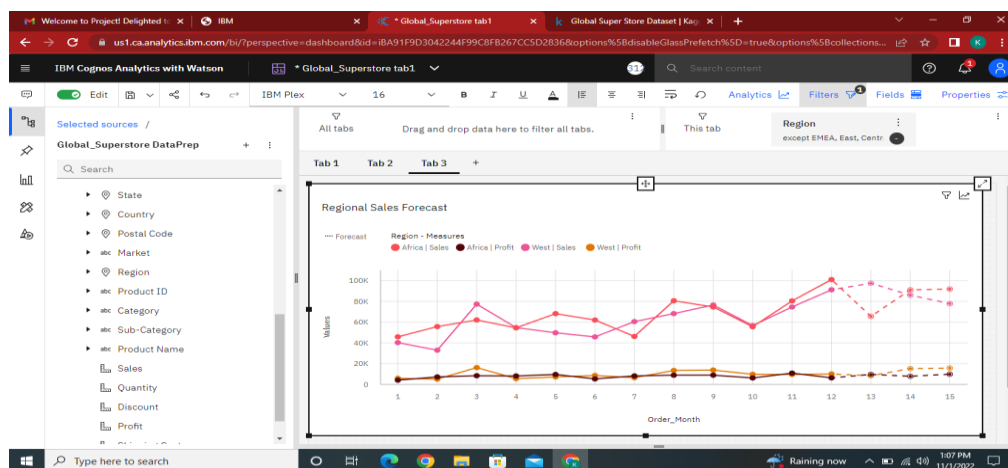 Welcome to Project! Delighted to
IBM
* Global_Superstore tab1
Global Super Store Dataset | Kag
us1.ca.analytics.ibm.com/bi/?perspective=dashboard&id=iBA91F9D3042244F99C8FB267CC5D2836&options%5BdisableGlassPrefetch%5D=true&options%5Bcollections...
K
IBM Cognos Analytics with Watson
* Global_Superstore tab1
Search content
Edit
IBM Plex
16
B I U A
Analytics
Filters
1
Fields
Properties
Selected sources /
Global_Superstore DataPrep
Search
State
Country
Postal Code
abc Market
Region
abc Product ID
abc Category
abc Sub-Category
abc Product Name
Sales
Quantity
Discount
Profit
All tabs
Drag and drop data here to filter all tabs.
This tab
Region
except EMEA, East, Centr
Tab 1 Tab 2 Tab 3 +
Regional Sales Forecast
Forecast
Region - Measures
Africa | Sales Africa | Profit West | Sales West | Profit
Values
100K
80K
60K
40K
20K
0
1 2 3 4 5 6 7 8 9 10 11 12 13 14 15
Order_Month
Type here to search
Raining now
1:07 PM
11/1/2022